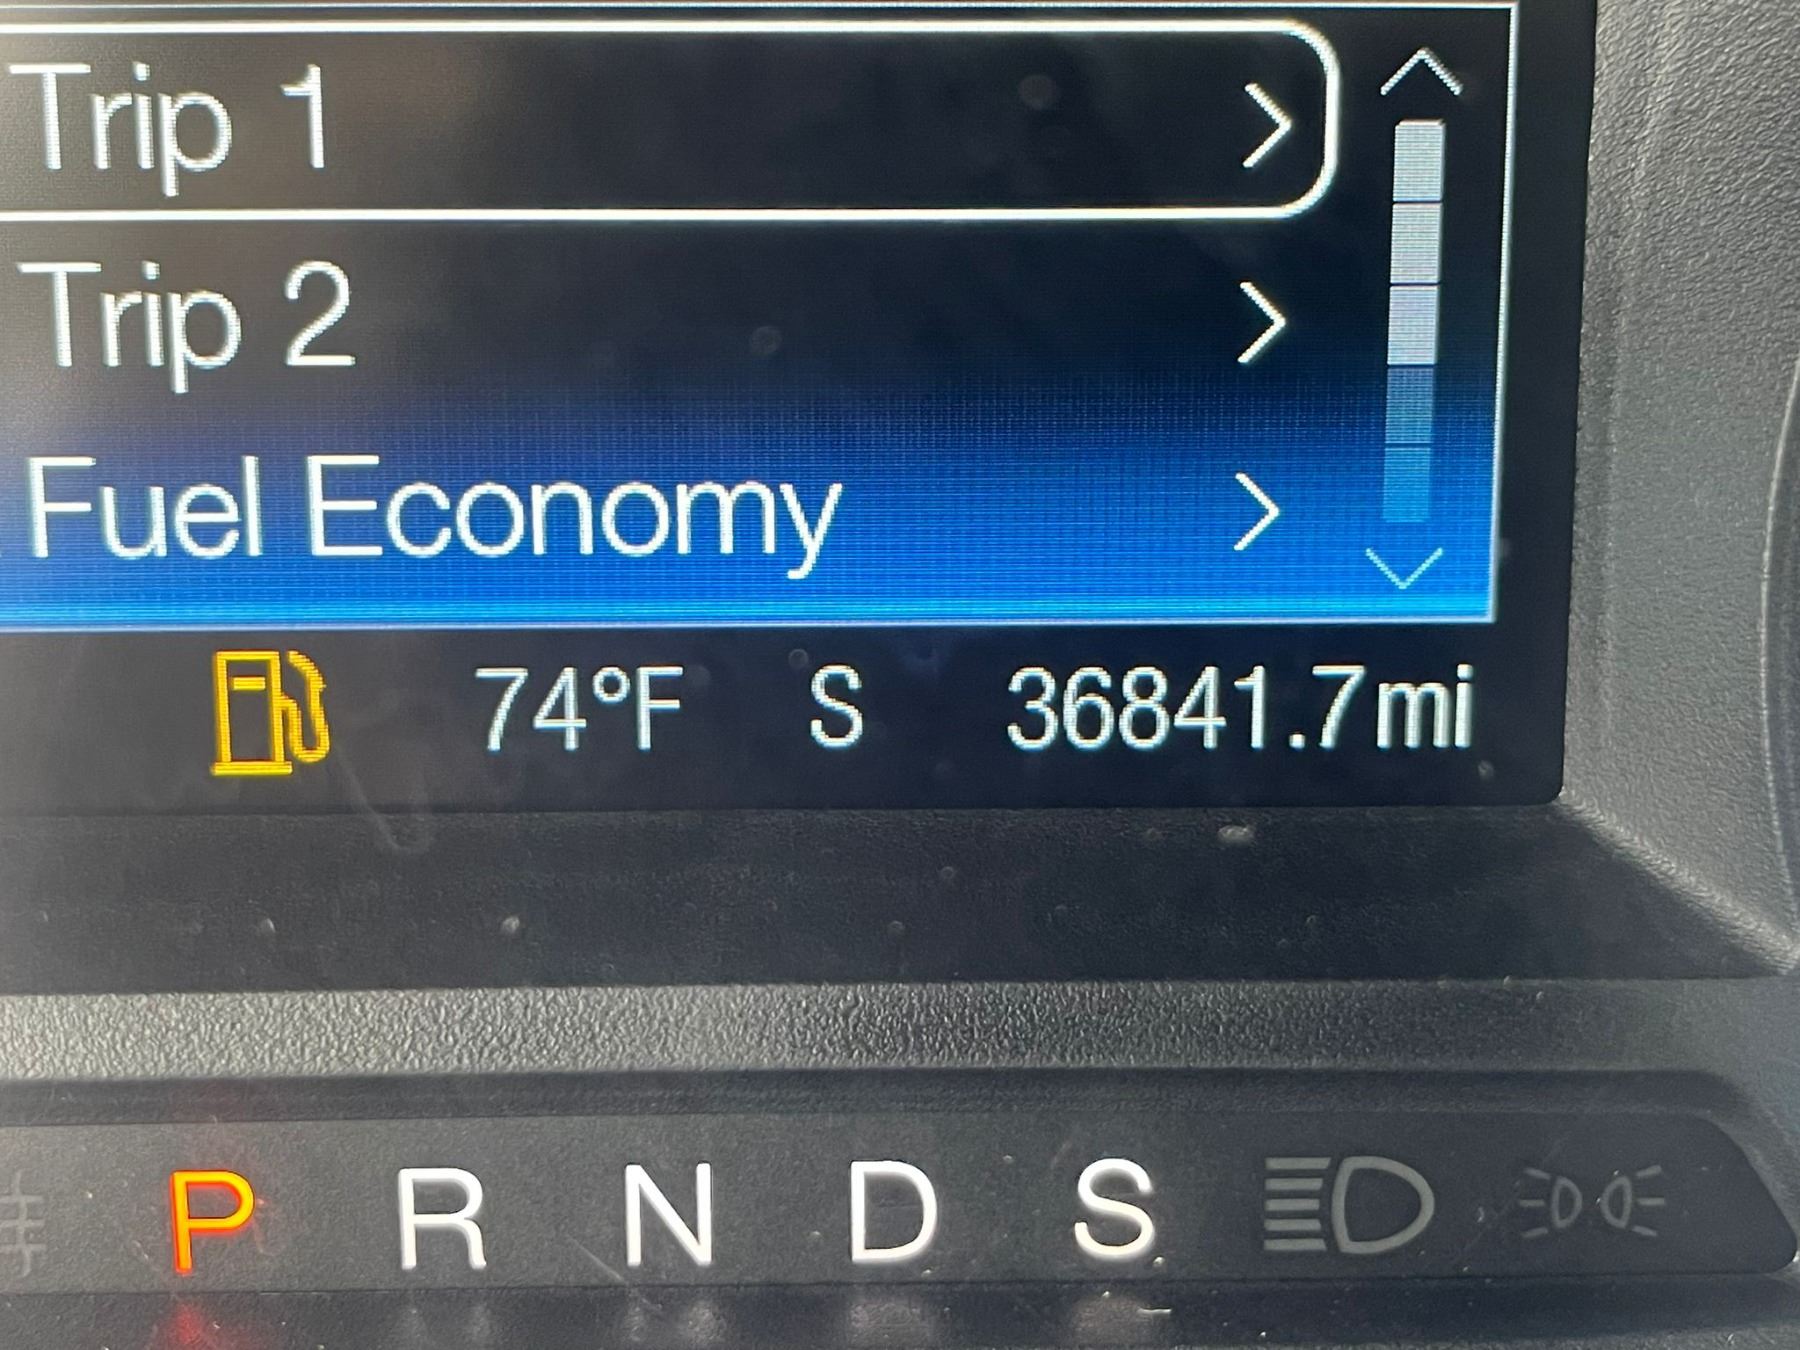 Trip 1
Trip 2
Fuel Economy
74°F S 36841.7mi
P R N D S